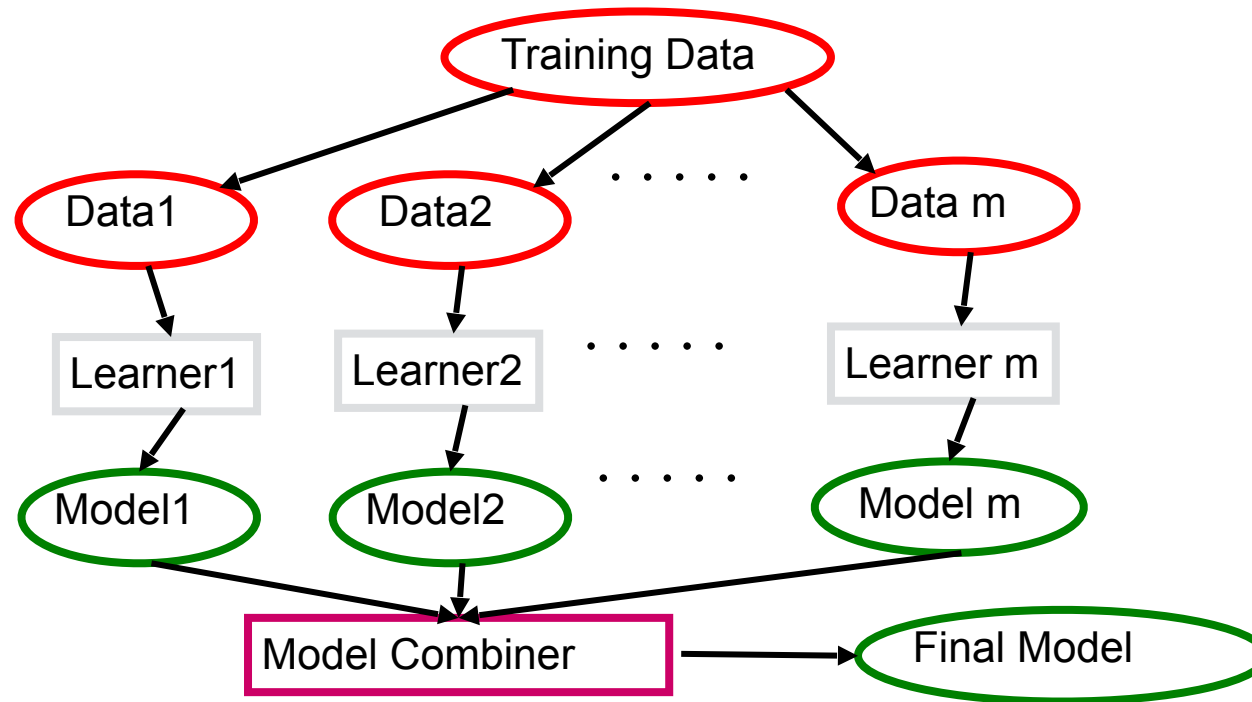 Training Data
Data1
Data2
. . . . .
Data m
Learner1
Learner2
. . . . .
Learner m
Model1
Model2
. . . . .
Model m
Model Combiner
Final Model